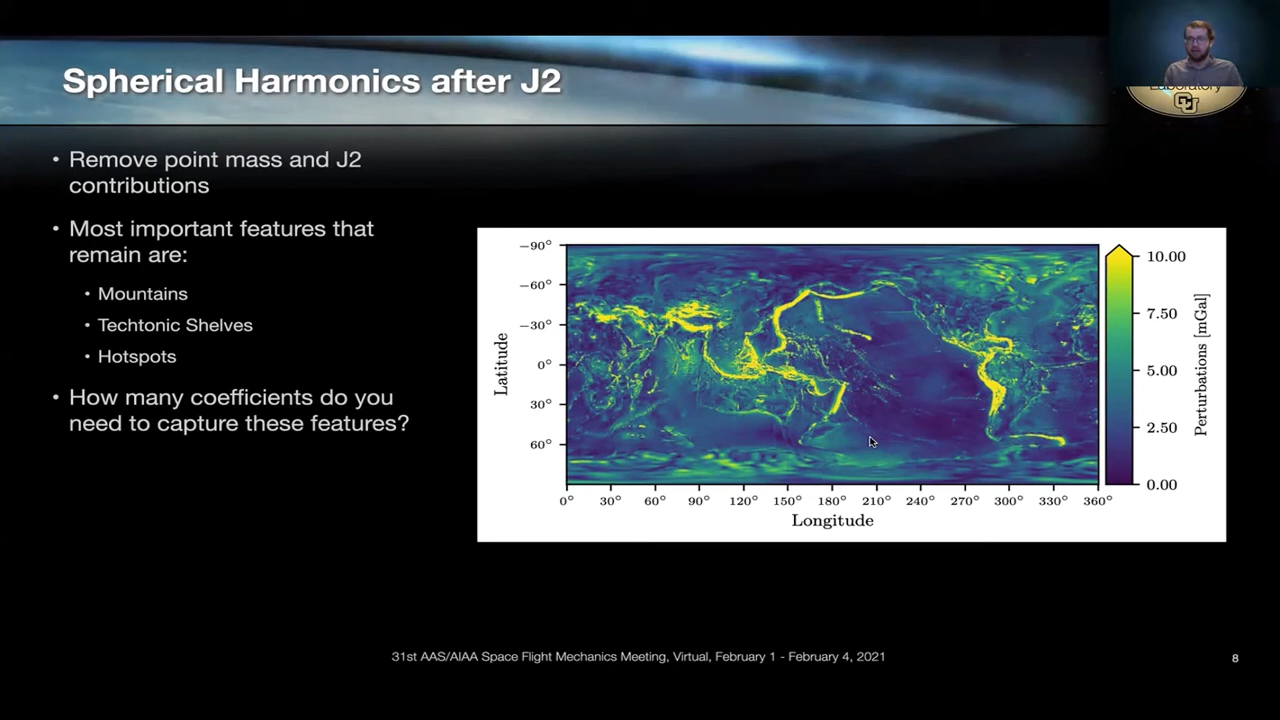 Spherical Harmonics after J2
Laboratory
CU
• Remove point mass and J2
contributions
• Most important features that
remain are:
• Mountains
• Techtonic Shelves
• Hotspots
• How many coefficients do you
need to capture these features?
−90°
−60°
−30°
0°
30°
60°
Latitude
0°
30°
60°
90°
120°
150°
180°
210°
240°
270°
300°
330°
360°
Longitude
10.00
7.50
5.00
2.50
0.00
Perturbations [mGal]
31st AAS/AIAA Space Flight Mechanics Meeting, Virtual, February 1 - February 4, 2021
8